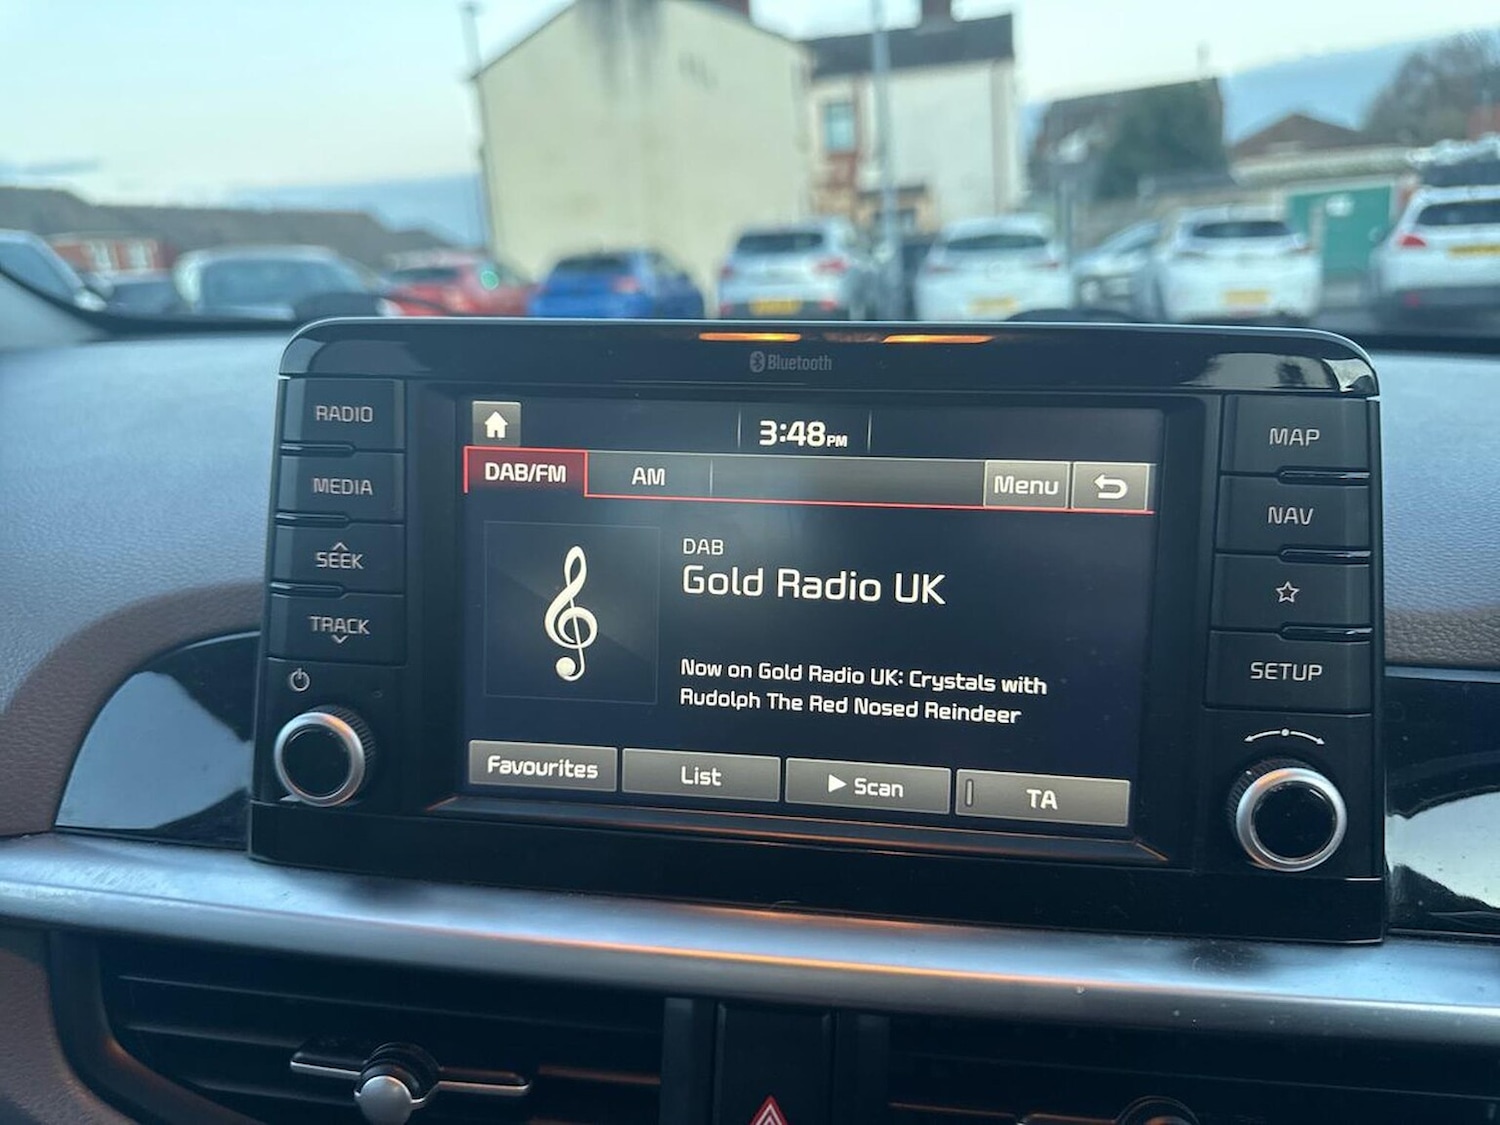 Bluetooth
RADIO
MEDIA
SEEK
TRACK
3:48PM
DAB/FM
AM
Menu
DAB
Gold Radio UK
Now on Gold Radio UK: Crystals with
Rudolph The Red Nosed Reindeer
Favourites
List
Scan
TA
MAP
NAV
SETUP